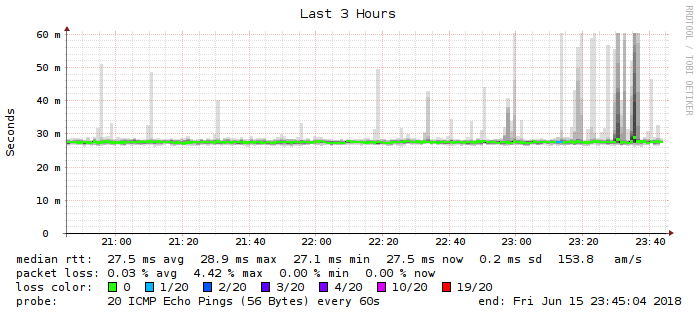 Last 3 Hours
RRDTOOL / TOBI OETIKER
Seconds
60 m
50 m
40 m
30 m
20 m
10 m
0
21:00 21:20 21:40 22:00 22:20 22:40 23:00 23:20 23:40
median rtt: 27.5 ms avg 28.9 ms max 27.1 ms min 27.5 ms now 0.2 ms sd 153.8 am/s
packet loss: 0.03 % avg 4.42 % max 0.00 % min 0.00 % now
loss color: 0 1/20 2/20 3/20 4/20 10/20 19/20
probe: 20 ICMP Echo Pings (56 Bytes) every 60s end: Fri Jun 15 23:45:04 2018